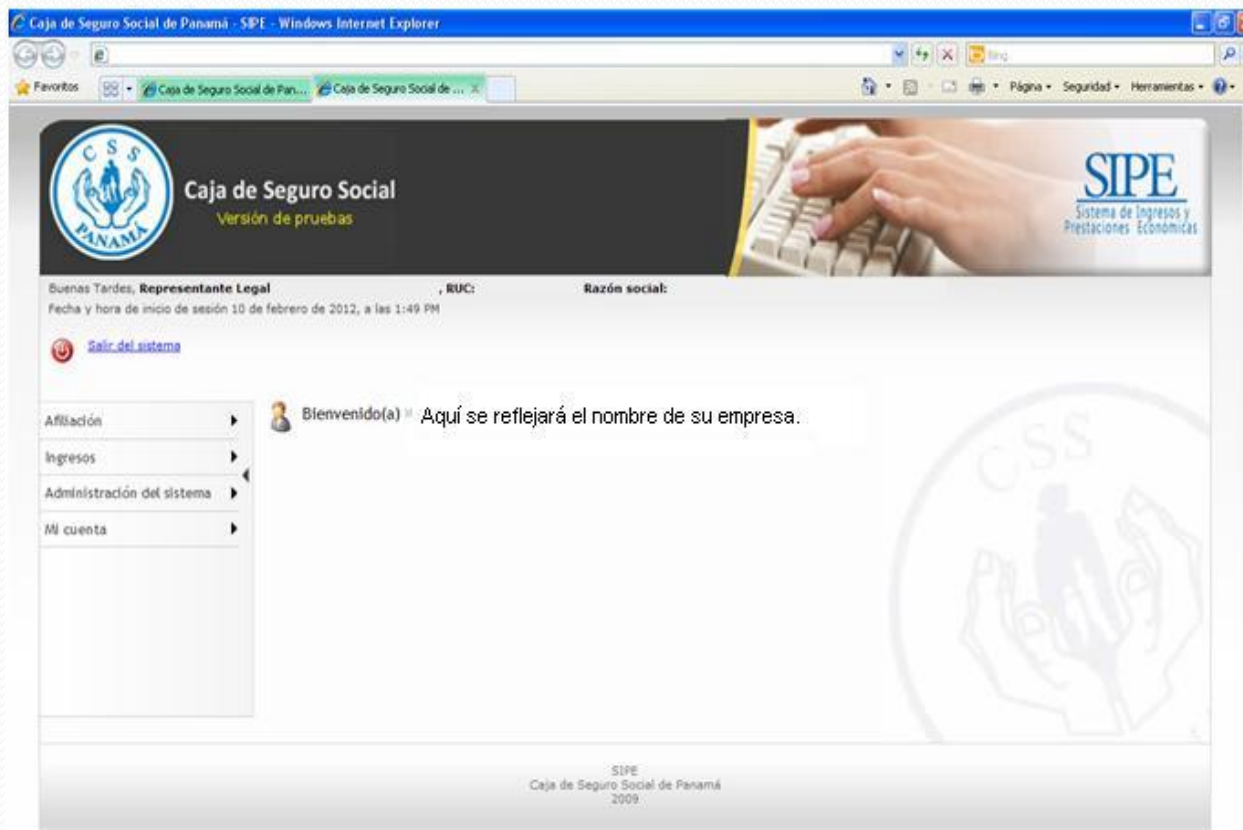 Caja de Seguro Social de Panamá - SIPE - Windows Internet Explorer
Bing
Favoritos
Caja de Seguro Social de Pan...
Caja de Seguro Social de ...
Página
Seguridad
Herramientas
CSS
PANAMÁ
Caja de Seguro Social
Versión de pruebas
SIPE
Sistema de Ingresos y
Prestaciones Económicas
Buenas Tardes, Representante Legal , RUC: Razón social:
Fecha y hora de inicio de sesión 10 de febrero de 2012, a las 1:49 PM
Salir del sistema
Afiliación
Ingresos
Administración del sistema
Mi cuenta
Bienvenido(a) Aquí se reflejará el nombre de su empresa.
CSS
SIPE
Caja de Seguro Social de Panamá
2009